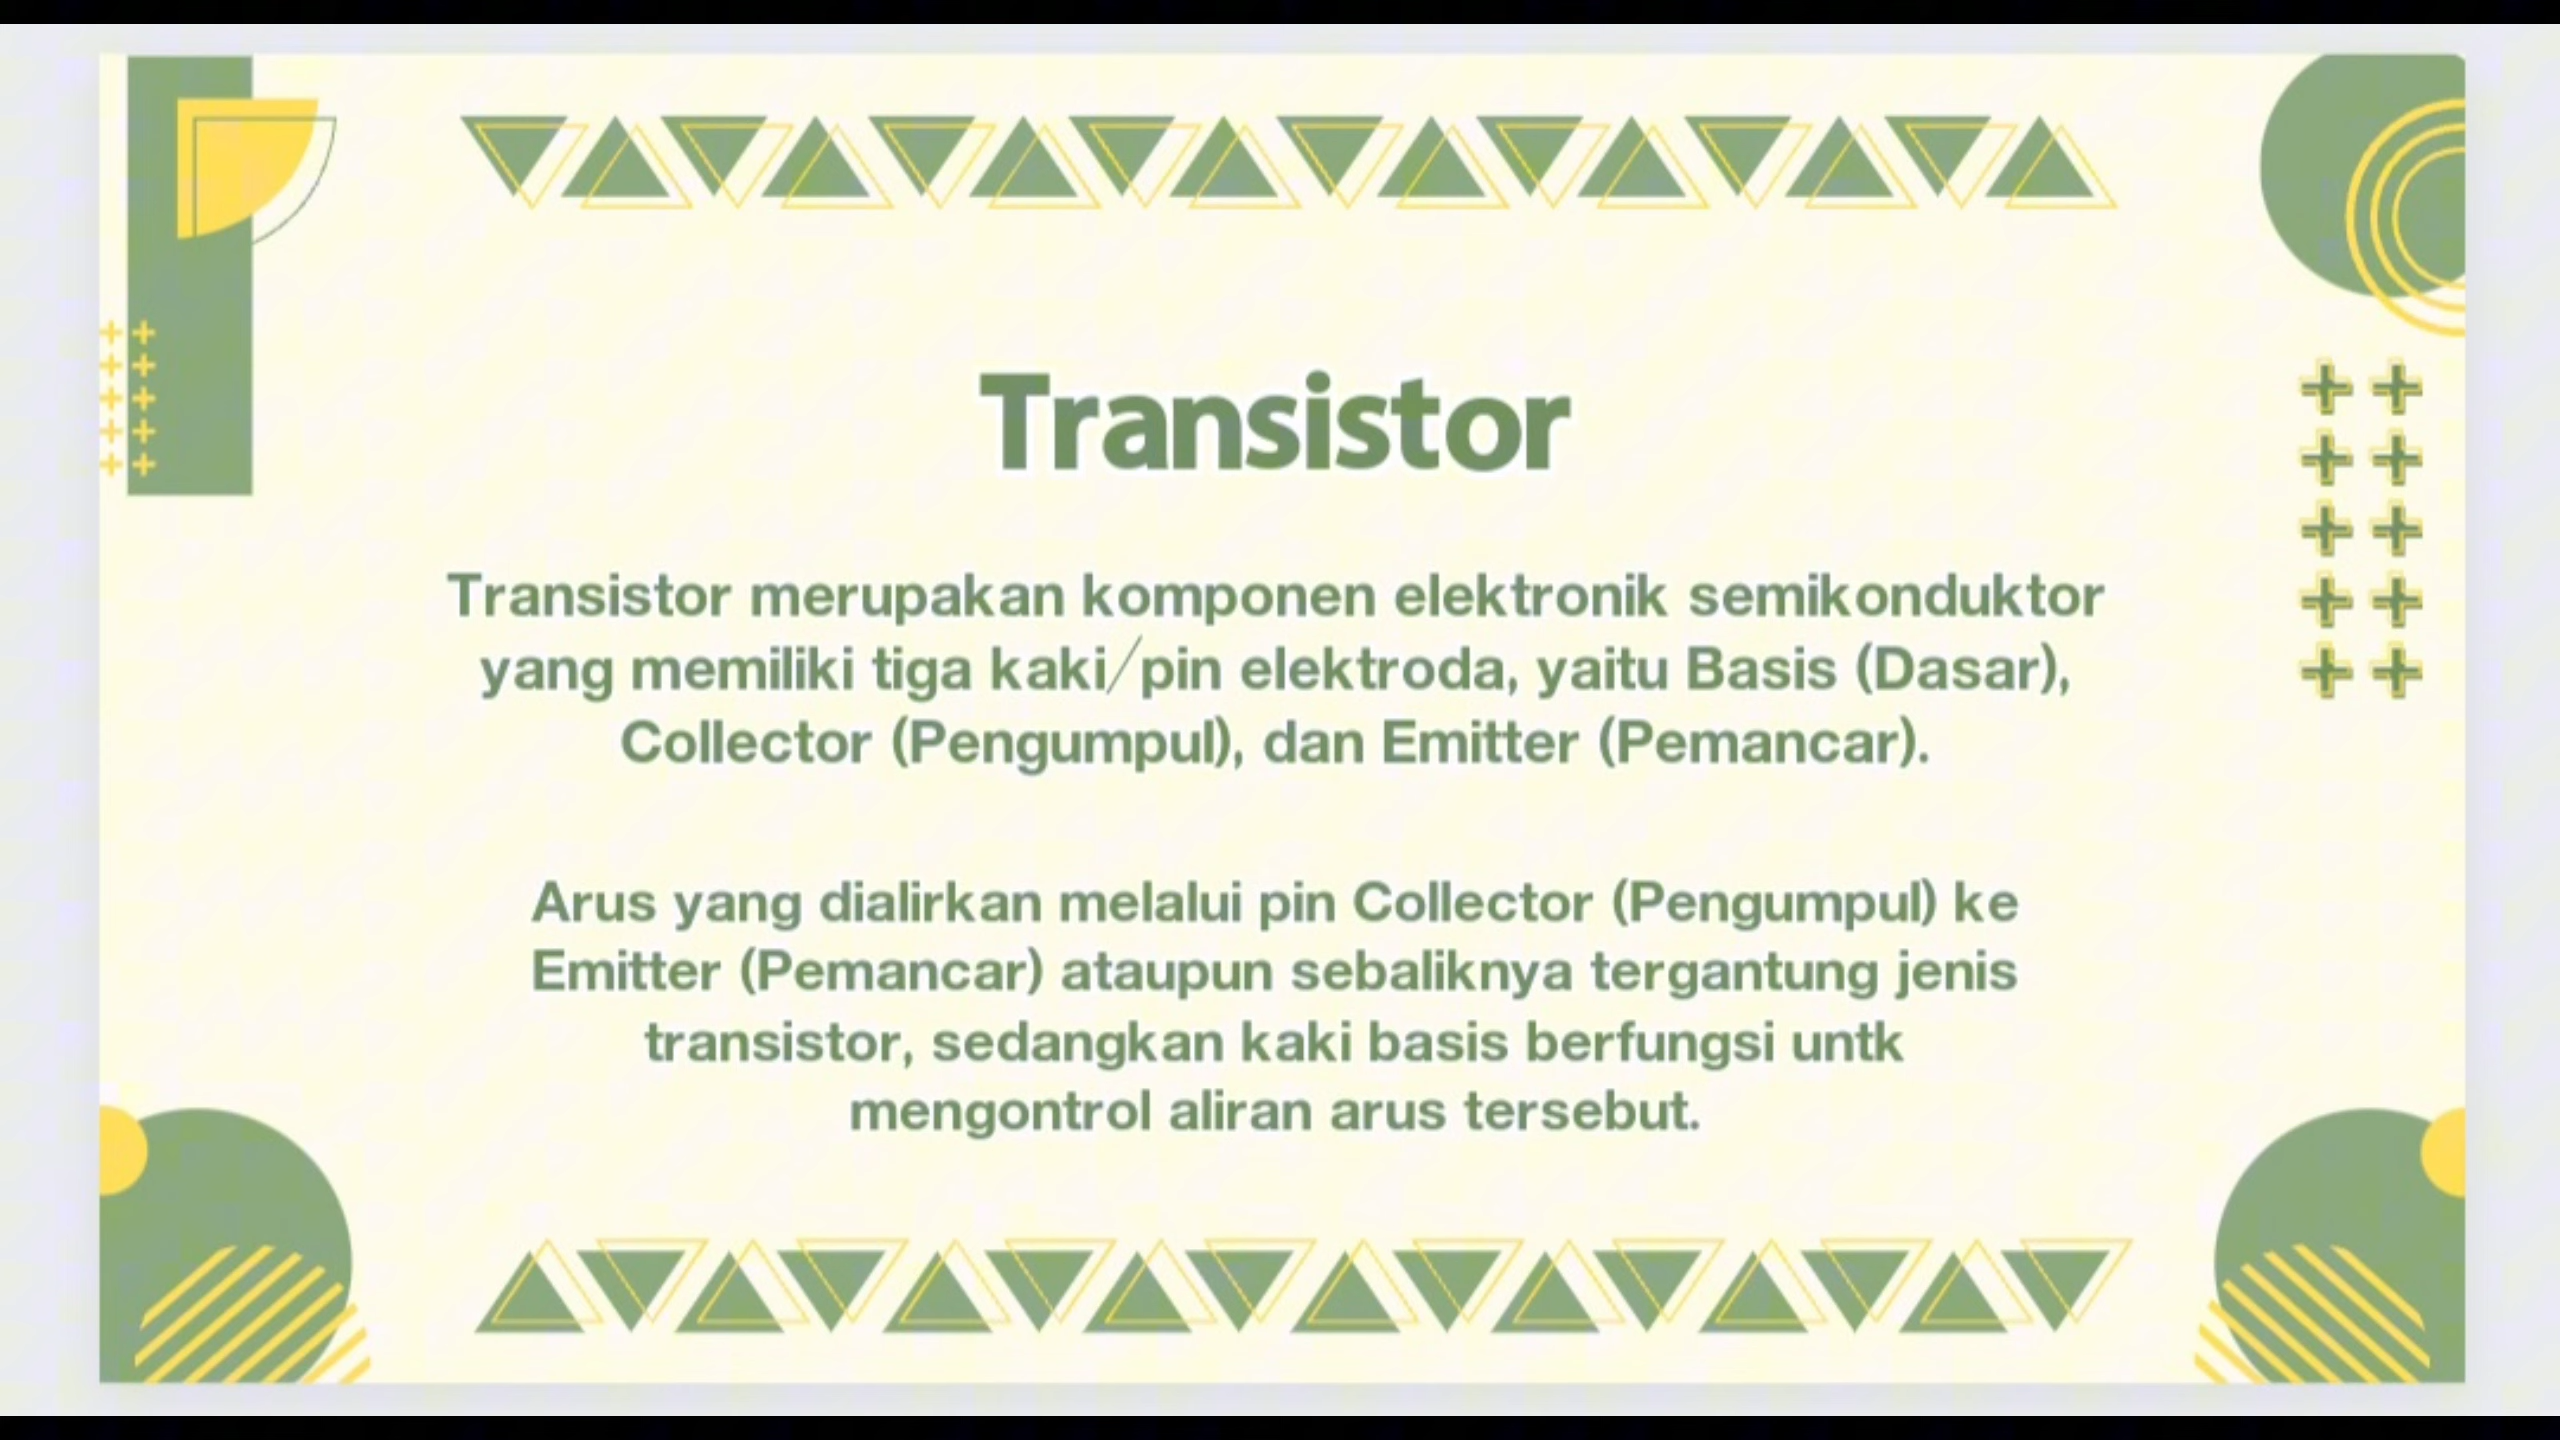 Transistor
Transistor merupakan komponen elektronik semikonduktor
yang memiliki tiga kaki/pin elektroda, yaitu Basis (Dasar),
Collector (Pengumpul), dan Emitter (Pemancar).
Arus yang dialirkan melalui pin Collector (Pengumpul) ke
Emitter (Pemancar) ataupun sebaliknya tergantung jenis
transistor, sedangkan kaki basis berfungsi untk
mengontrol aliran arus tersebut.